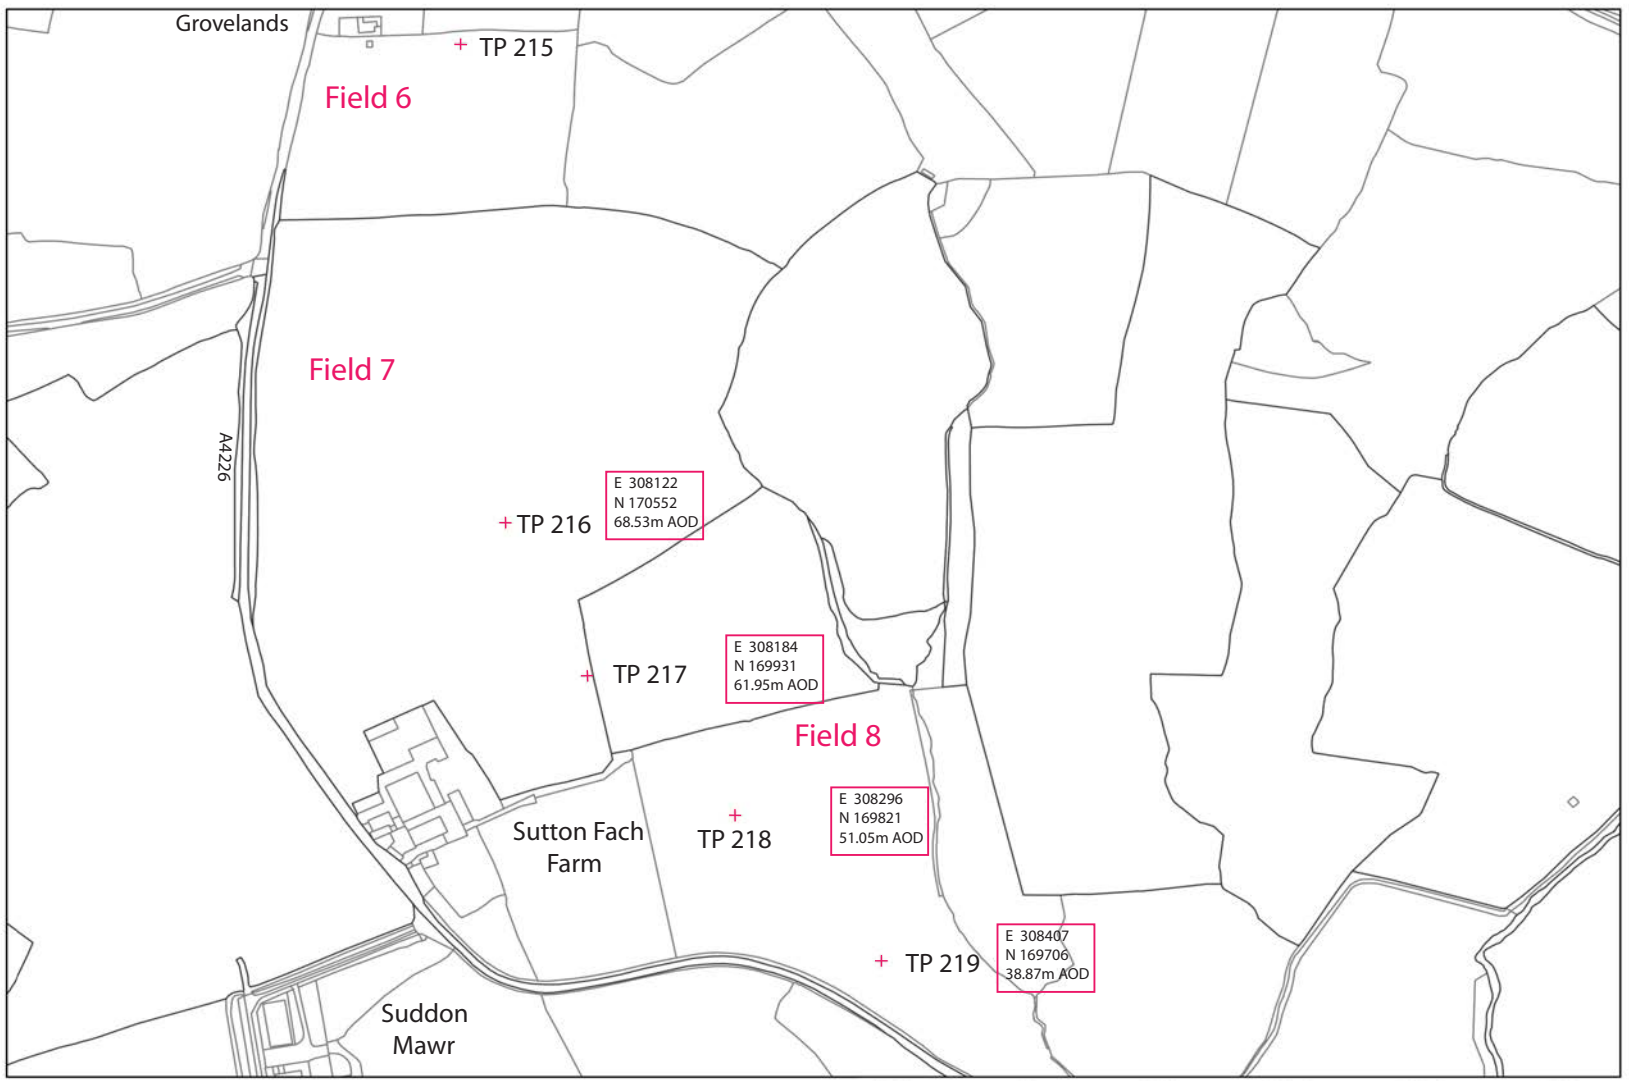 Grovelands
TP 215
Field 6
Field 7
A4226
E 308122
N 170552
68.53m AOD
TP 216
E 308184
N 169931
61.95m AOD
TP 217
Field 8
E 308296
N 169821
51.05m AOD
TP 218
Sutton Fach
Farm
E 308407
N 169706
38.87m AOD
TP 219
Suddon
Mawr